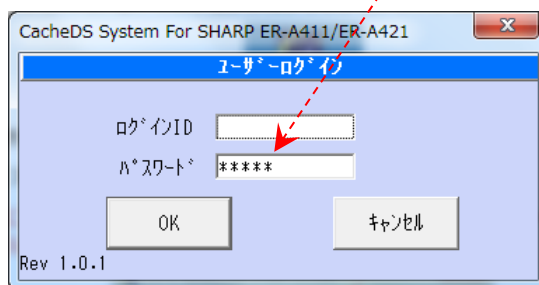 CacheDS System For SHARP ER-A411/ER-A421
ﾕｰｻﾞｰﾛｸﾞｲﾝ
ﾛｸﾞｲﾝID
ﾊﾟｽﾜｰﾄﾞ *****
OK ｷｬﾝｾﾙ
Rev 1.0.1